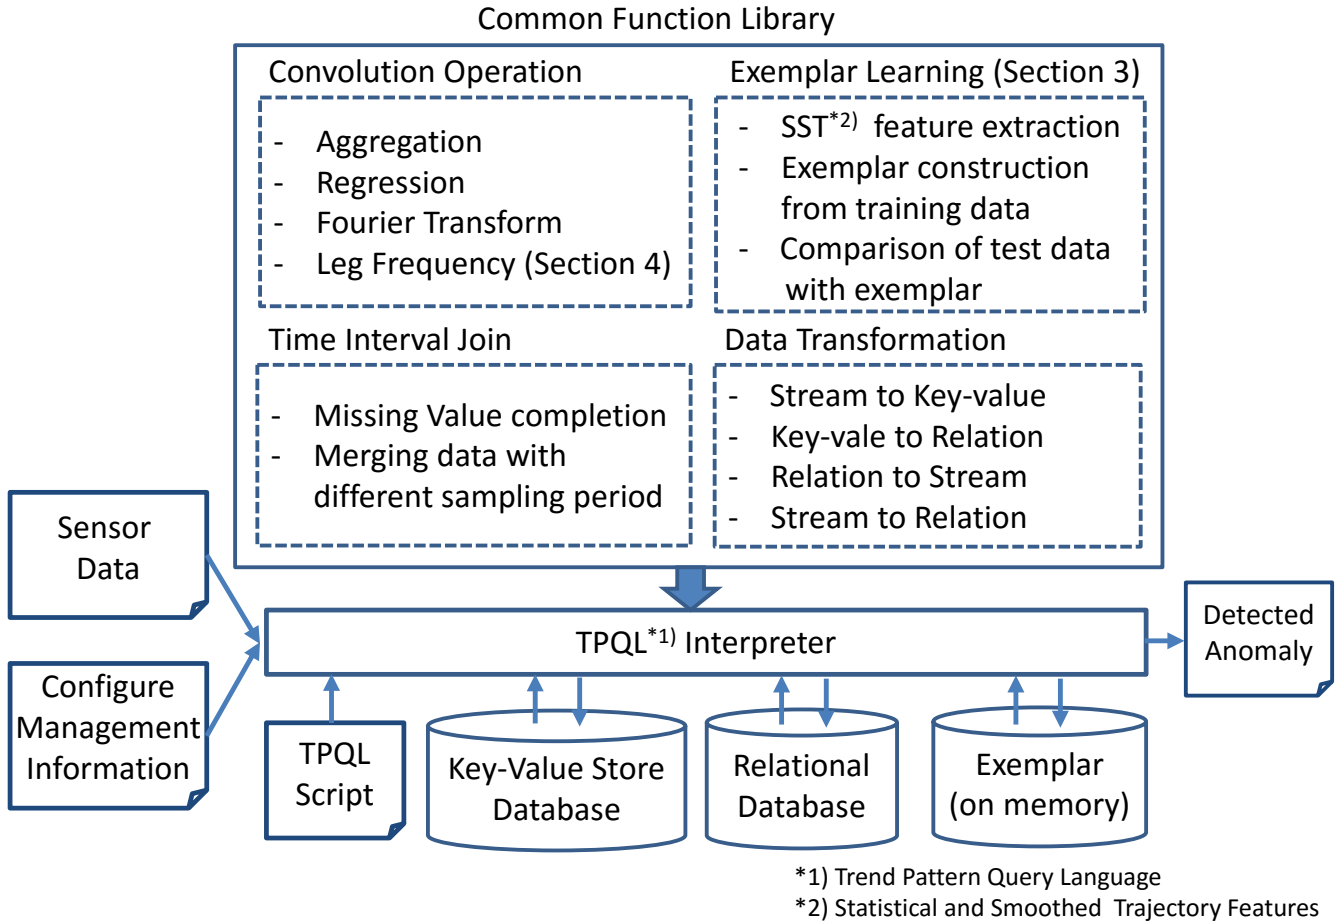 Common Function Library
Convolution Operation
- Aggregation
- Regression
- Fourier Transform
- Leg Frequency (Section 4)
Exemplar Learning (Section 3)
- SST*2) feature extraction
- Exemplar construction
from training data
- Comparison of test data
with exemplar
Time Interval Join
- Missing Value completion
- Merging data with
different sampling period
Data Transformation
- Stream to Key-value
- Key-vale to Relation
- Relation to Stream
- Stream to Relation
Sensor
Data
Configure
Management
Information
TPQL*1) Interpreter
Detected
Anomaly
TPQL
Script
Key-Value Store
Database
Relational
Database
Exemplar
(on memory)
*1) Trend Pattern Query Language
*2) Statistical and Smoothed Trajectory Features